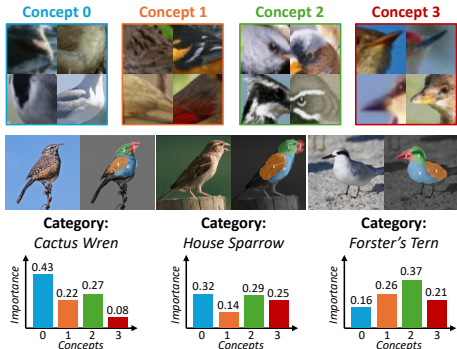 Concept 0 Concept 1 Concept 2 Concept 3
Category: Category: Category:
Cactus Wren House Sparrow Forster's Tern
Importance Importance Importance
0.43 0.22 0.27 0.08
0.32 0.14 0.29 0.25
0.16 0.26 0.37 0.21
0 1 2 3 0 1 2 3 0 1 2 3
Concepts Concepts Concepts